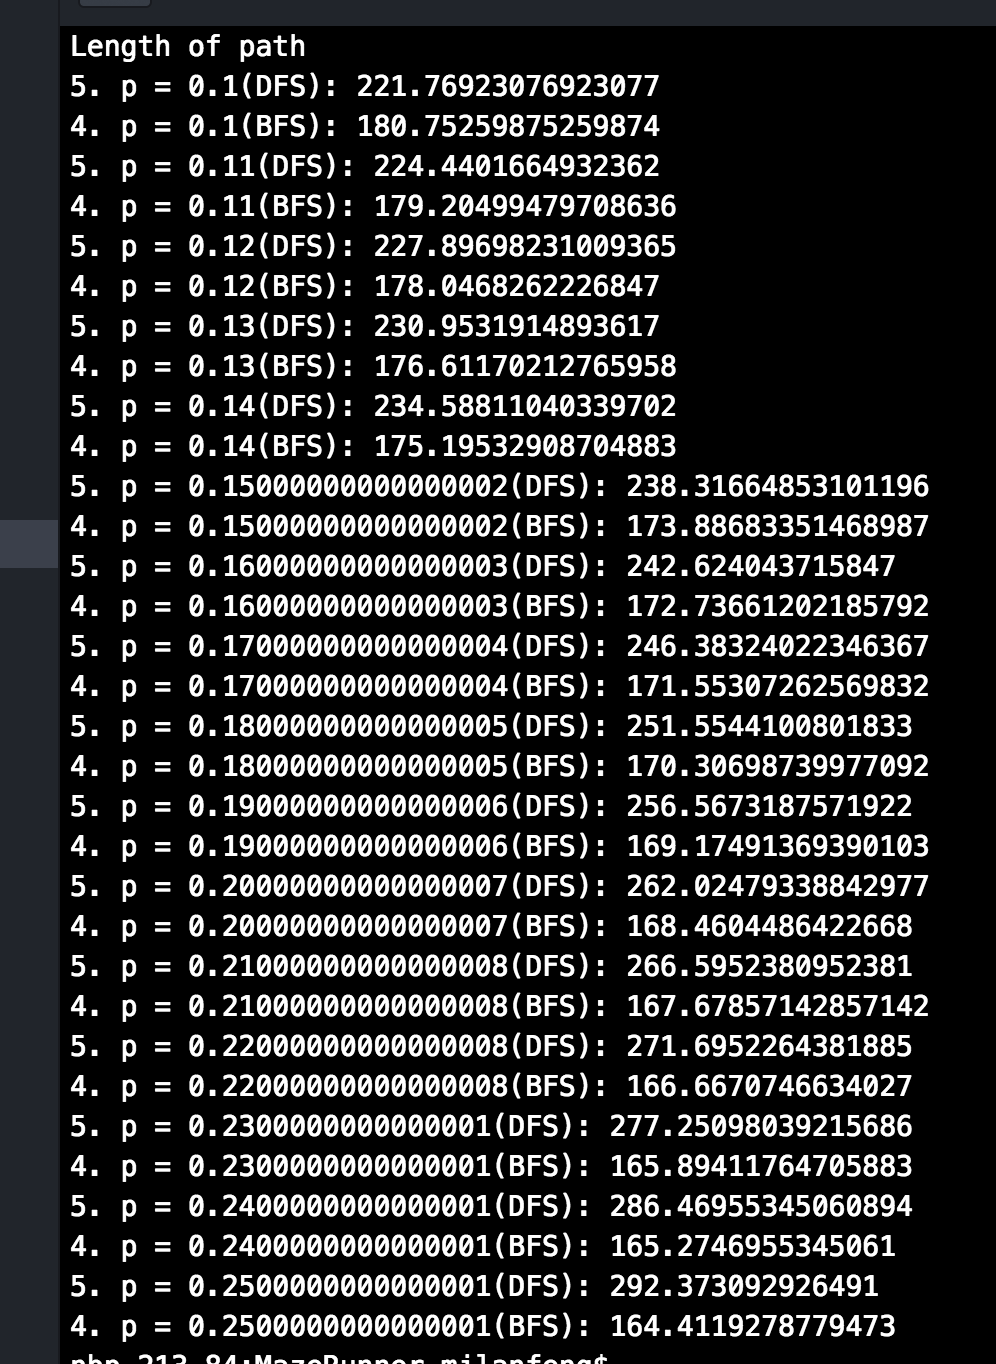 Length of path
5. p = 0.1(DFS): 221.76923076923077
4. p = 0.1(BFS): 180.75259875259874
5. p = 0.11(DFS): 224.4401664932362
4. p = 0.11(BFS): 179.20499479708636
5. p = 0.12(DFS): 227.89698231009365
4. p = 0.12(BFS): 178.0468262226847
5. p = 0.13(DFS): 230.9531914893617
4. p = 0.13(BFS): 176.61170212765958
5. p = 0.14(DFS): 234.58811040339702
4. p = 0.14(BFS): 175.19532908704883
5. p = 0.15000000000000002(DFS): 238.31664853101196
4. p = 0.15000000000000002(BFS): 173.88683351468987
5. p = 0.16000000000000003(DFS): 242.624043715847
4. p = 0.16000000000000003(BFS): 172.73661202185792
5. p = 0.17000000000000004(DFS): 246.38324022346367
4. p = 0.17000000000000004(BFS): 171.55307262569832
5. p = 0.18000000000000005(DFS): 251.5544100801833
4. p = 0.18000000000000005(BFS): 170.30698739977092
5. p = 0.19000000000000006(DFS): 256.5673187571922
4. p = 0.19000000000000006(BFS): 169.17491369390103
5. p = 0.20000000000000007(DFS): 262.02479338842977
4. p = 0.20000000000000007(BFS): 168.4604486422668
5. p = 0.21000000000000008(DFS): 266.5952380952381
4. p = 0.21000000000000008(BFS): 167.67857142857142
5. p = 0.22000000000000008(DFS): 271.6952264381885
4. p = 0.22000000000000008(BFS): 166.6670746634027
5. p = 0.2300000000000001(DFS): 277.25098039215686
4. p = 0.2300000000000001(BFS): 165.89411764705883
5. p = 0.2400000000000001(DFS): 286.46955345060894
4. p = 0.2400000000000001(BFS): 165.2746955345061
5. p = 0.2500000000000001(DFS): 292.373092926491
4. p = 0.2500000000000001(BFS): 164.4119278779473